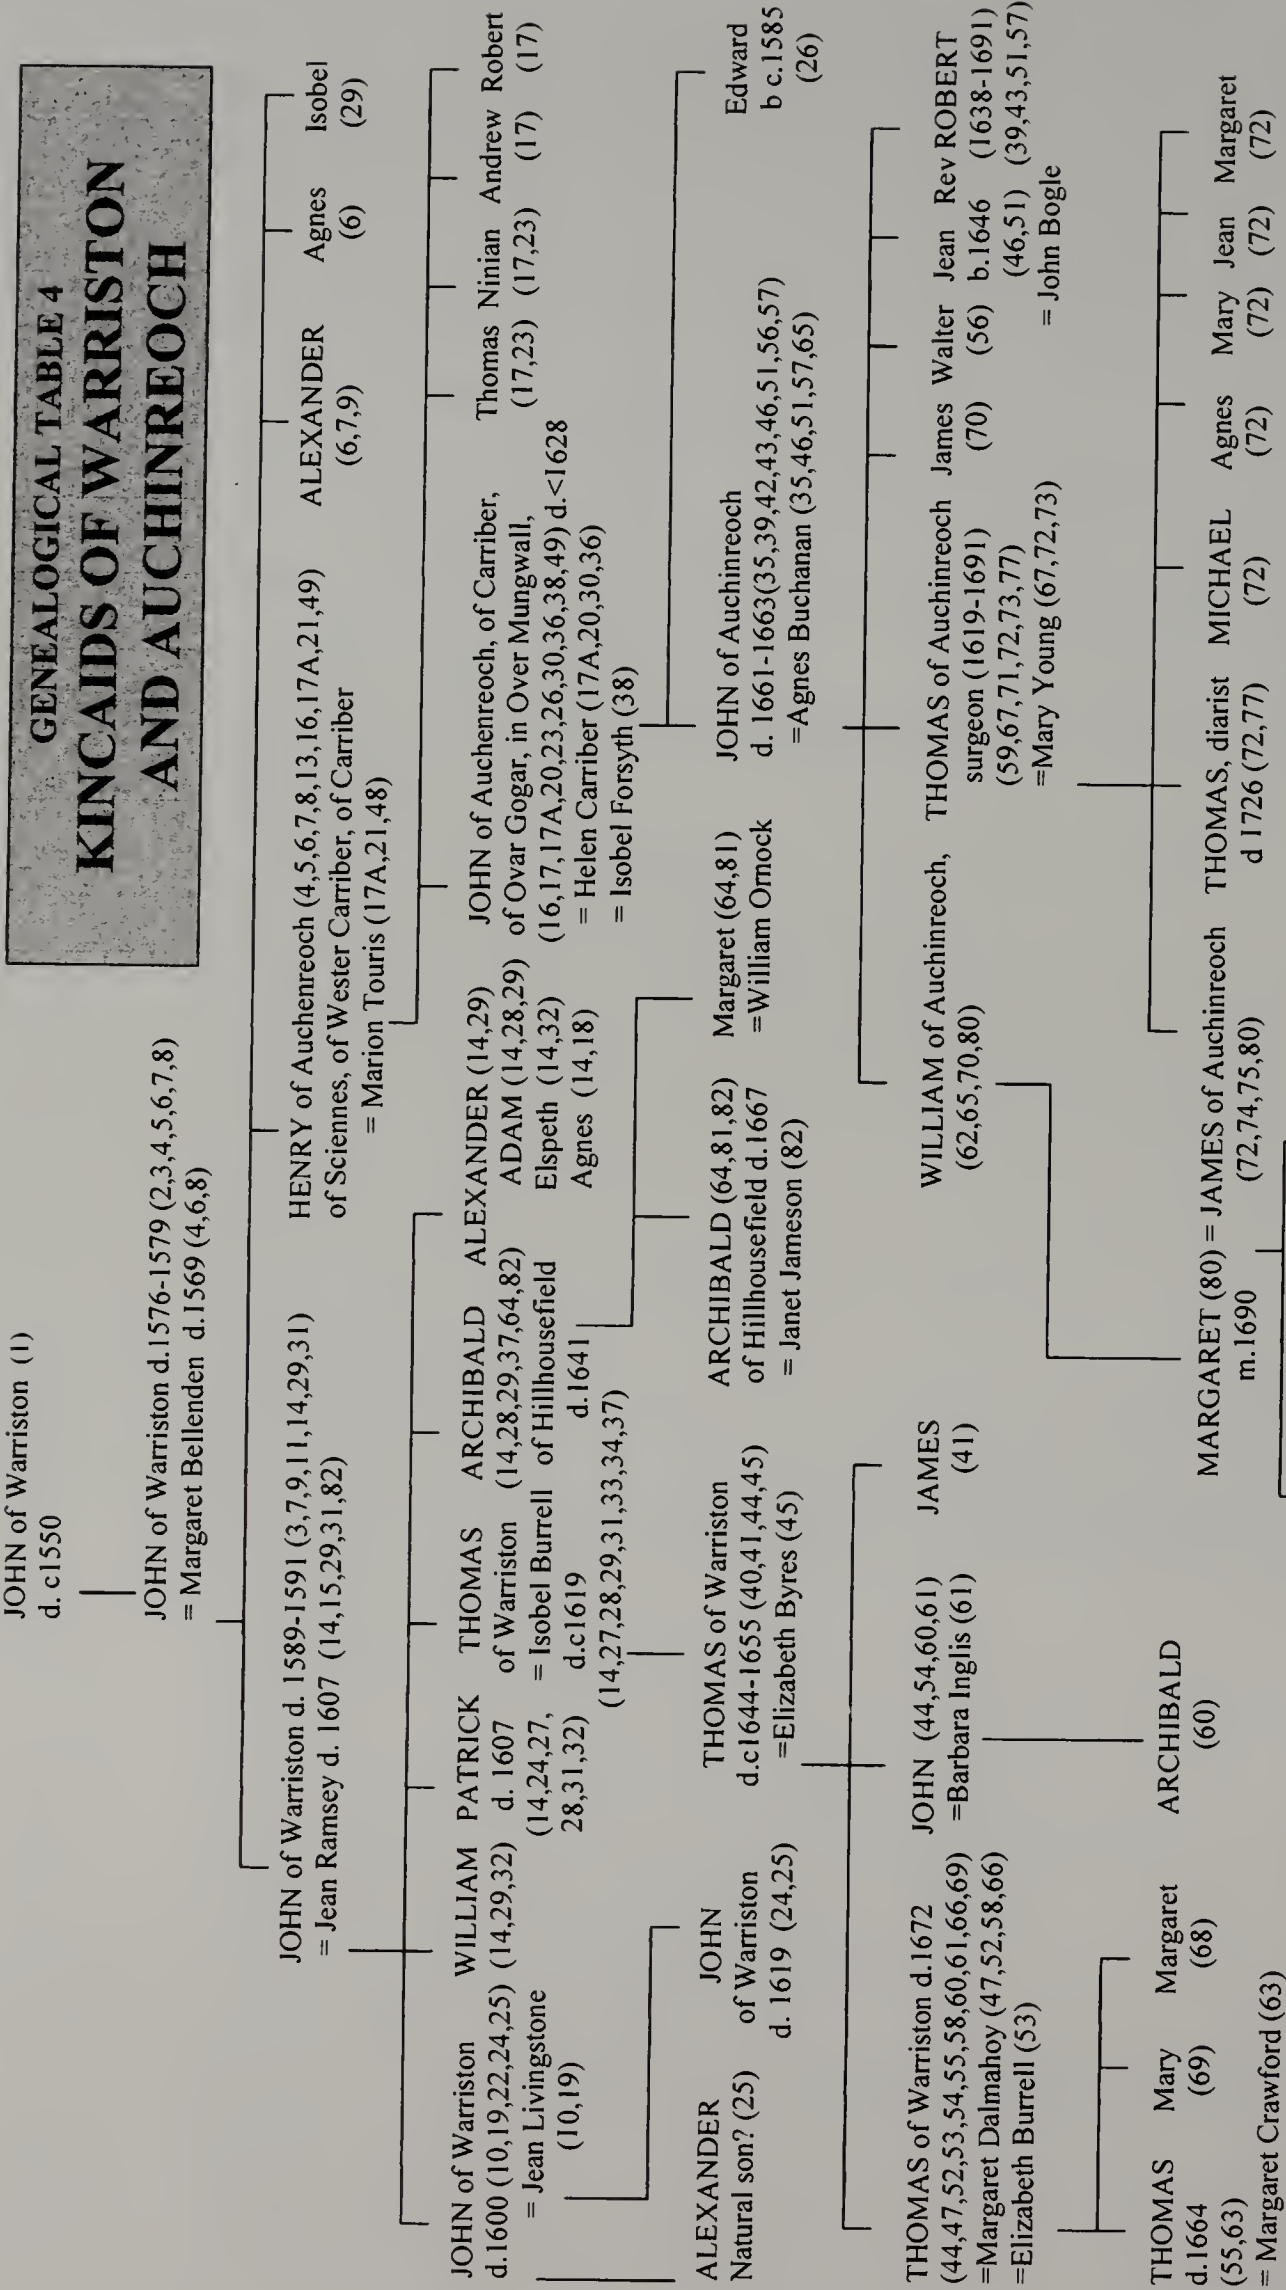 GENEALOGICAL TABLE 4
KINCAIDS OF WARRISTON
AND AUCHINREOCH
JOHN of Warriston (1)
d. c1550
JOHN of Warriston d.1576-1579 (2,3,4,5,6,7,8)
= Margaret Bellenden d.1569 (4,6,8)
JOHN of Warriston d. 1589-1591 (3,7,9,11,14,29,31)
= Jean Ramsey d. 1607 (14,15,29,31,82)
HENRY of Auchenreoch (4,5,6,7,8,13,16,17A,21,49)
of Sciennes, of Wester Carriber, of Carriber
= Marion Touris (17A,21,48)
ALEXANDER
(6,7,9)
Agnes
(6)
Isobel
(29)
JOHN of Warriston
d.1600 (10,19,22,24,25)
= Jean Livingstone
(10,19)
WILLIAM
(14,29,32)
PATRICK
d. 1607
(14,24,27,
28,31,32)
THOMAS
of Warriston
= Isobel Burrell
d.c1619
(14,27,28,29,31,33,34,37)
ARCHIBALD
(14,28,29,37,64,82)
of Hillhousefield
d.1641
ALEXANDER (14,29)
ADAM (14,28,29)
Elspeth (14,32)
Agnes (14,18)
JOHN of Auchenreoch, of Carriber,
of Ovar Gogar, in Over Mungwall,
(16,17,17A,20,23,26,30,36,38,49) d.<1628
= Helen Carriber (17A,20,30,36)
= Isobel Forsyth (38)
Thomas
(17,23)
Ninian
(17,23)
Andrew
(17)
Robert
(17)
ALEXANDER
Natural son? (25)
JOHN
of Warriston
d. 1619 (24,25)
THOMAS of Warriston
d.c1644-1655 (40,41,44,45)
=Elizabeth Byres (45)
ARCHIBALD (64,81,82)
of Hillhousefield d.1667
= Janet Jameson (82)
Margaret (64,81)
=William Ornock
JOHN of Auchinreoch
d. 1661-1663(35,39,42,43,46,51,56,57)
=Agnes Buchanan (35,46,51,57,65)
Edward
b c.1585
(26)
THOMAS of Warriston d.1672
(44,47,52,53,54,55,58,60,61,66,69)
=Margaret Dalmahoy (47,52,58,66)
=Elizabeth Burrell (53)
JOHN (44,54,60,61)
=Barbara Inglis (61)
JAMES
(41)
WILLIAM of Auchinreoch,
(62,65,70,80)
THOMAS of Auchinreoch
surgeon (1619-1691)
(59,67,71,72,73,77)
=Mary Young (67,72,73)
James
(70)
Walter
(56)
Jean
b.1646
(46,51)
= John Bogle
Rev ROBERT
(1638-1691)
(39,43,51,57)
THOMAS
d.1664
(55,63)
= Margaret Crawford (63)
Mary
(69)
Margaret
(68)
ARCHIBALD
(60)
MARGARET (80) = JAMES of Auchinreoch
m.1690 (72,74,75,80)
THOMAS, diarist
d 1726 (72,77)
MICHAEL
(72)
Agnes
(72)
Mary
(72)
Jean
(72)
Margaret
(72)